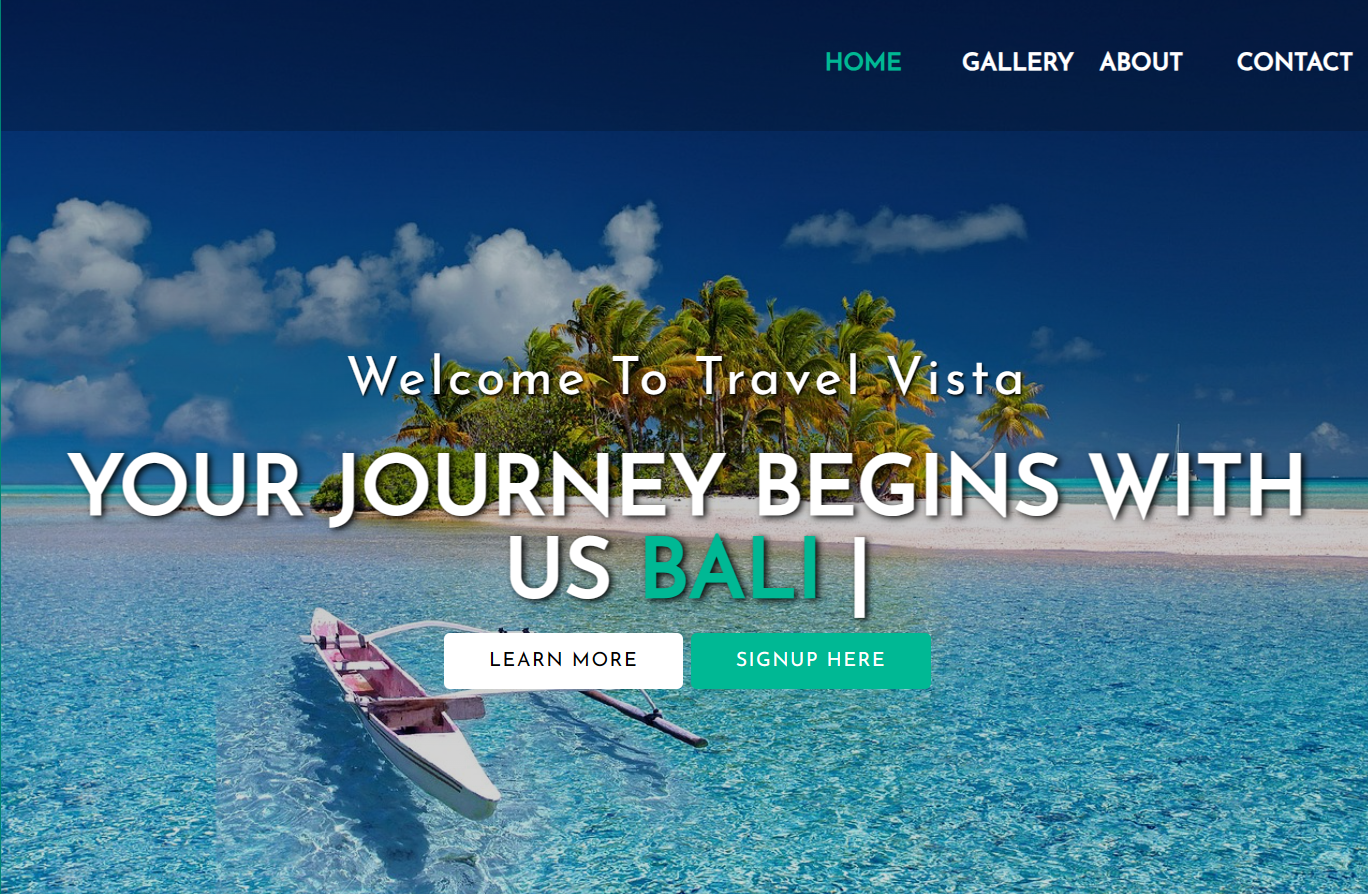 HOME GALLERY ABOUT CONTACT
Welcome To Travel Vista
YOUR JOURNEY BEGINS WITH
US BALI |
LEARN MORE SIGNUP HERE